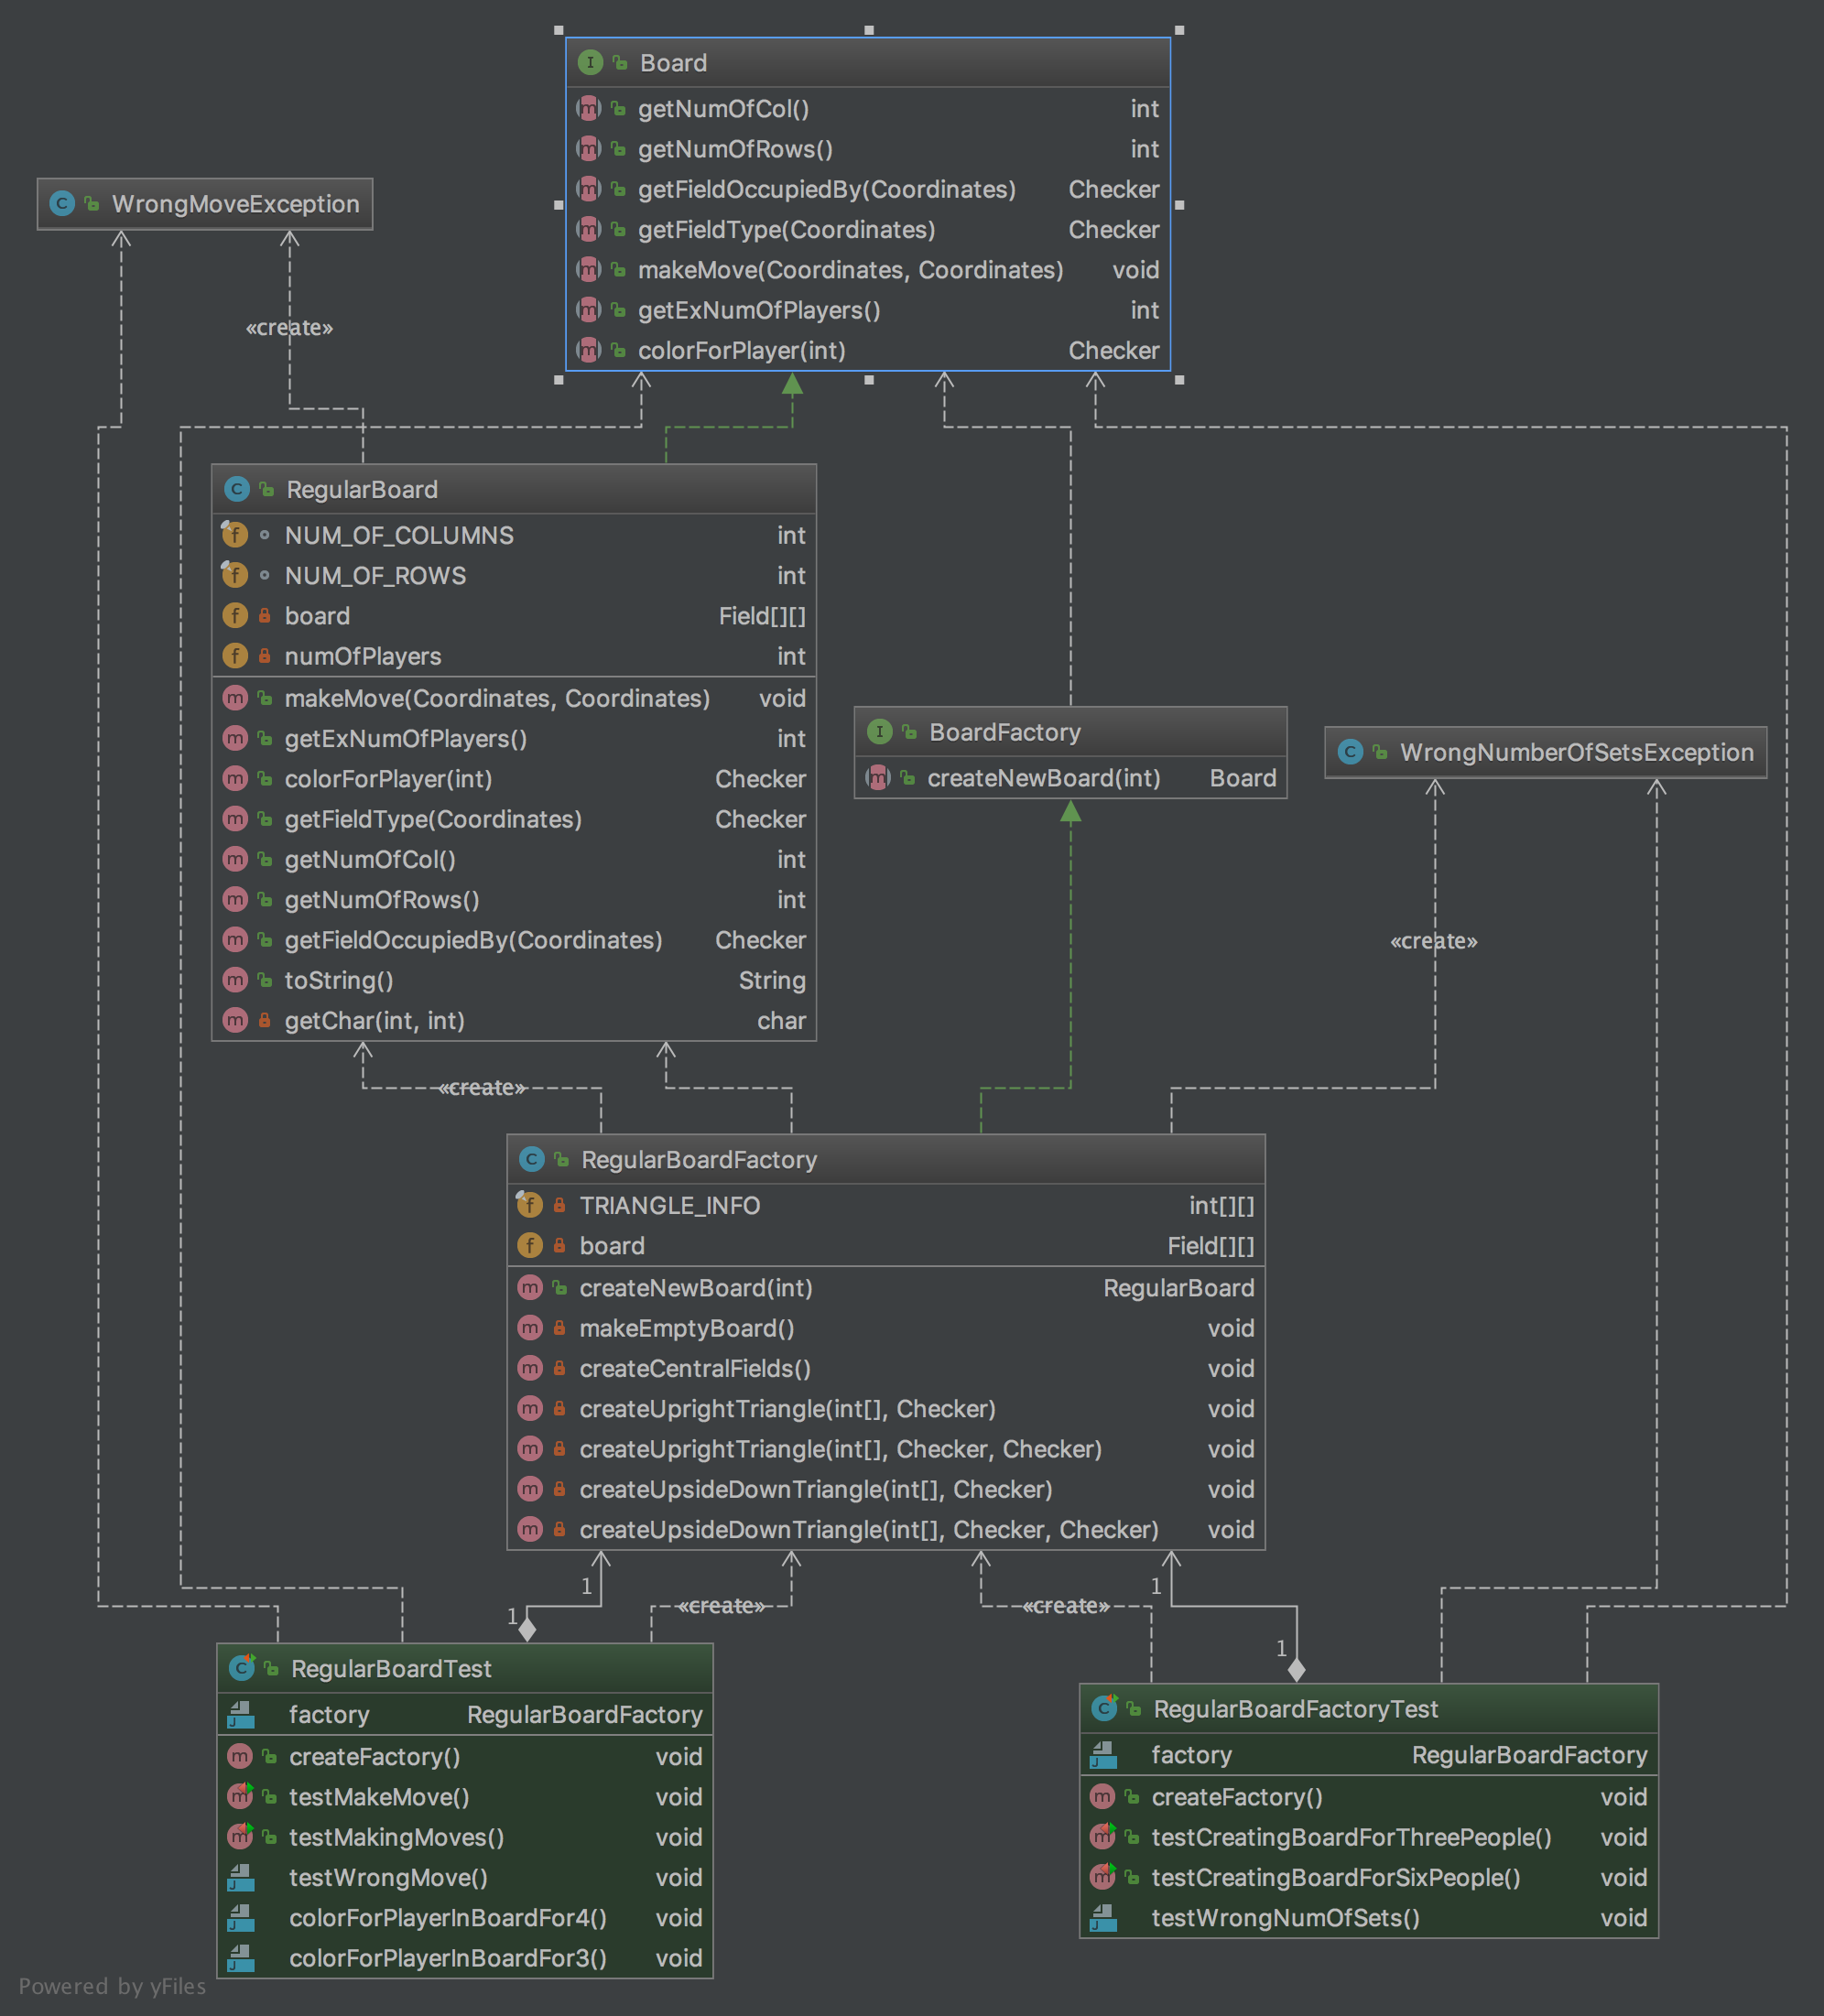 Board
getNumOfCol() int
getNumOfRows() int
getFieldOccupiedBy(Coordinates) Checker
getFieldType(Coordinates) Checker
makeMove(Coordinates, Coordinates) void
getExNumOfPlayers() int
colorForPlayer(int) Checker
WrongMoveException
«create»
RegularBoard
NUM_OF_COLUMNS int
NUM_OF_ROWS int
board Field[][]
numOfPlayers int
makeMove(Coordinates, Coordinates) void
getExNumOfPlayers() int
colorForPlayer(int) Checker
getFieldType(Coordinates) Checker
getNumOfCol() int
getNumOfRows() int
getFieldOccupiedBy(Coordinates) Checker
toString() String
getChar(int, int) char
BoardFactory
createNewBoard(int) Board
WrongNumberOfSetsException
«create»
«create»
RegularBoardFactory
TRIANGLE_INFO int[][]
board Field[][]
createNewBoard(int) RegularBoard
makeEmptyBoard() void
createCentralFields() void
createUprightTriangle(int[], Checker) void
createUprightTriangle(int[], Checker, Checker) void
createUpsideDownTriangle(int[], Checker) void
createUpsideDownTriangle(int[], Checker, Checker) void
1
1
«create»
«create»
1
1
RegularBoardTest
factory RegularBoardFactory
createFactory() void
testMakeMove() void
testMakingMoves() void
testWrongMove() void
colorForPlayerInBoardFor4() void
colorForPlayerInBoardFor3() void
RegularBoardFactoryTest
factory RegularBoardFactory
createFactory() void
testCreatingBoardForThreePeople() void
testCreatingBoardForSixPeople() void
testWrongNumOfSets() void
Powered by yFiles